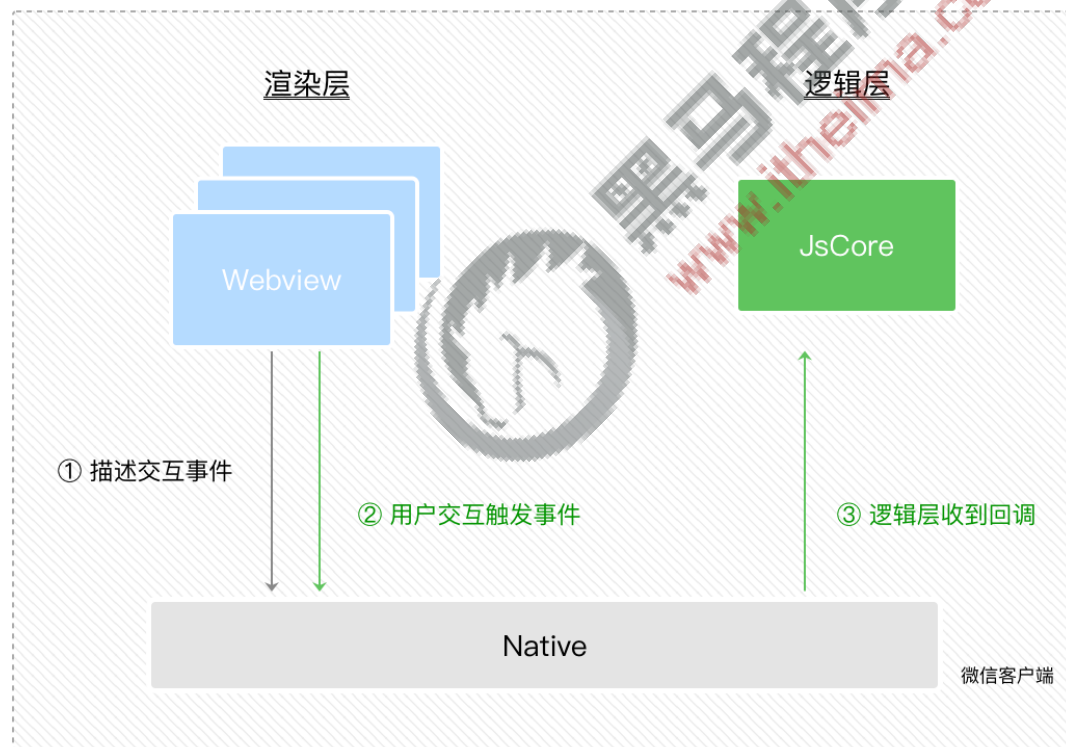 渲染层
逻辑层
黑马程序
www.itheima.co
Webview
JsCore
① 描述交互事件
② 用户交互触发事件
③ 逻辑层收到回调
Native
微信客户端